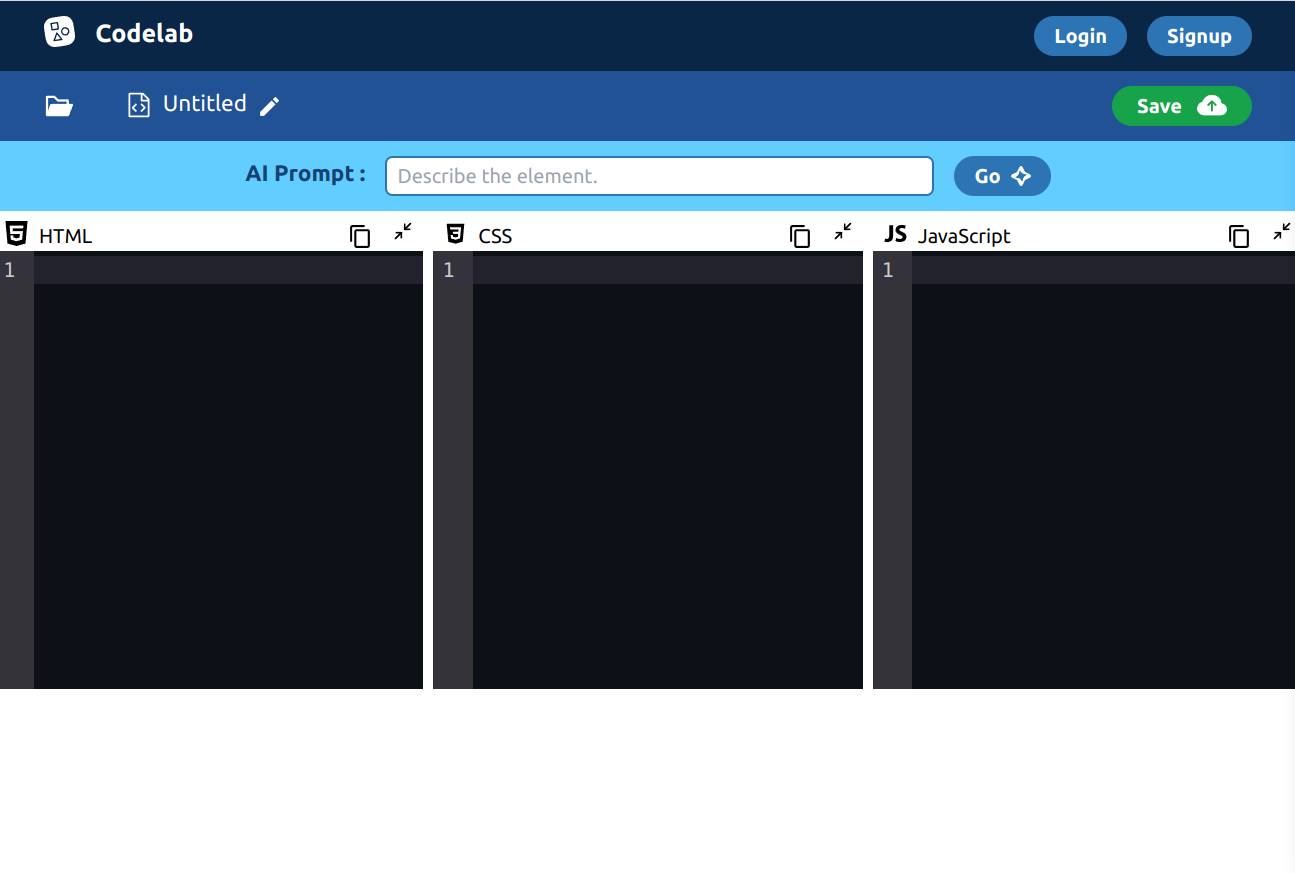 Codelab
Login
Signup
Untitled
Save
AI Prompt :
Describe the element.
Go
HTML
CSS
JS JavaScript
1
1
1